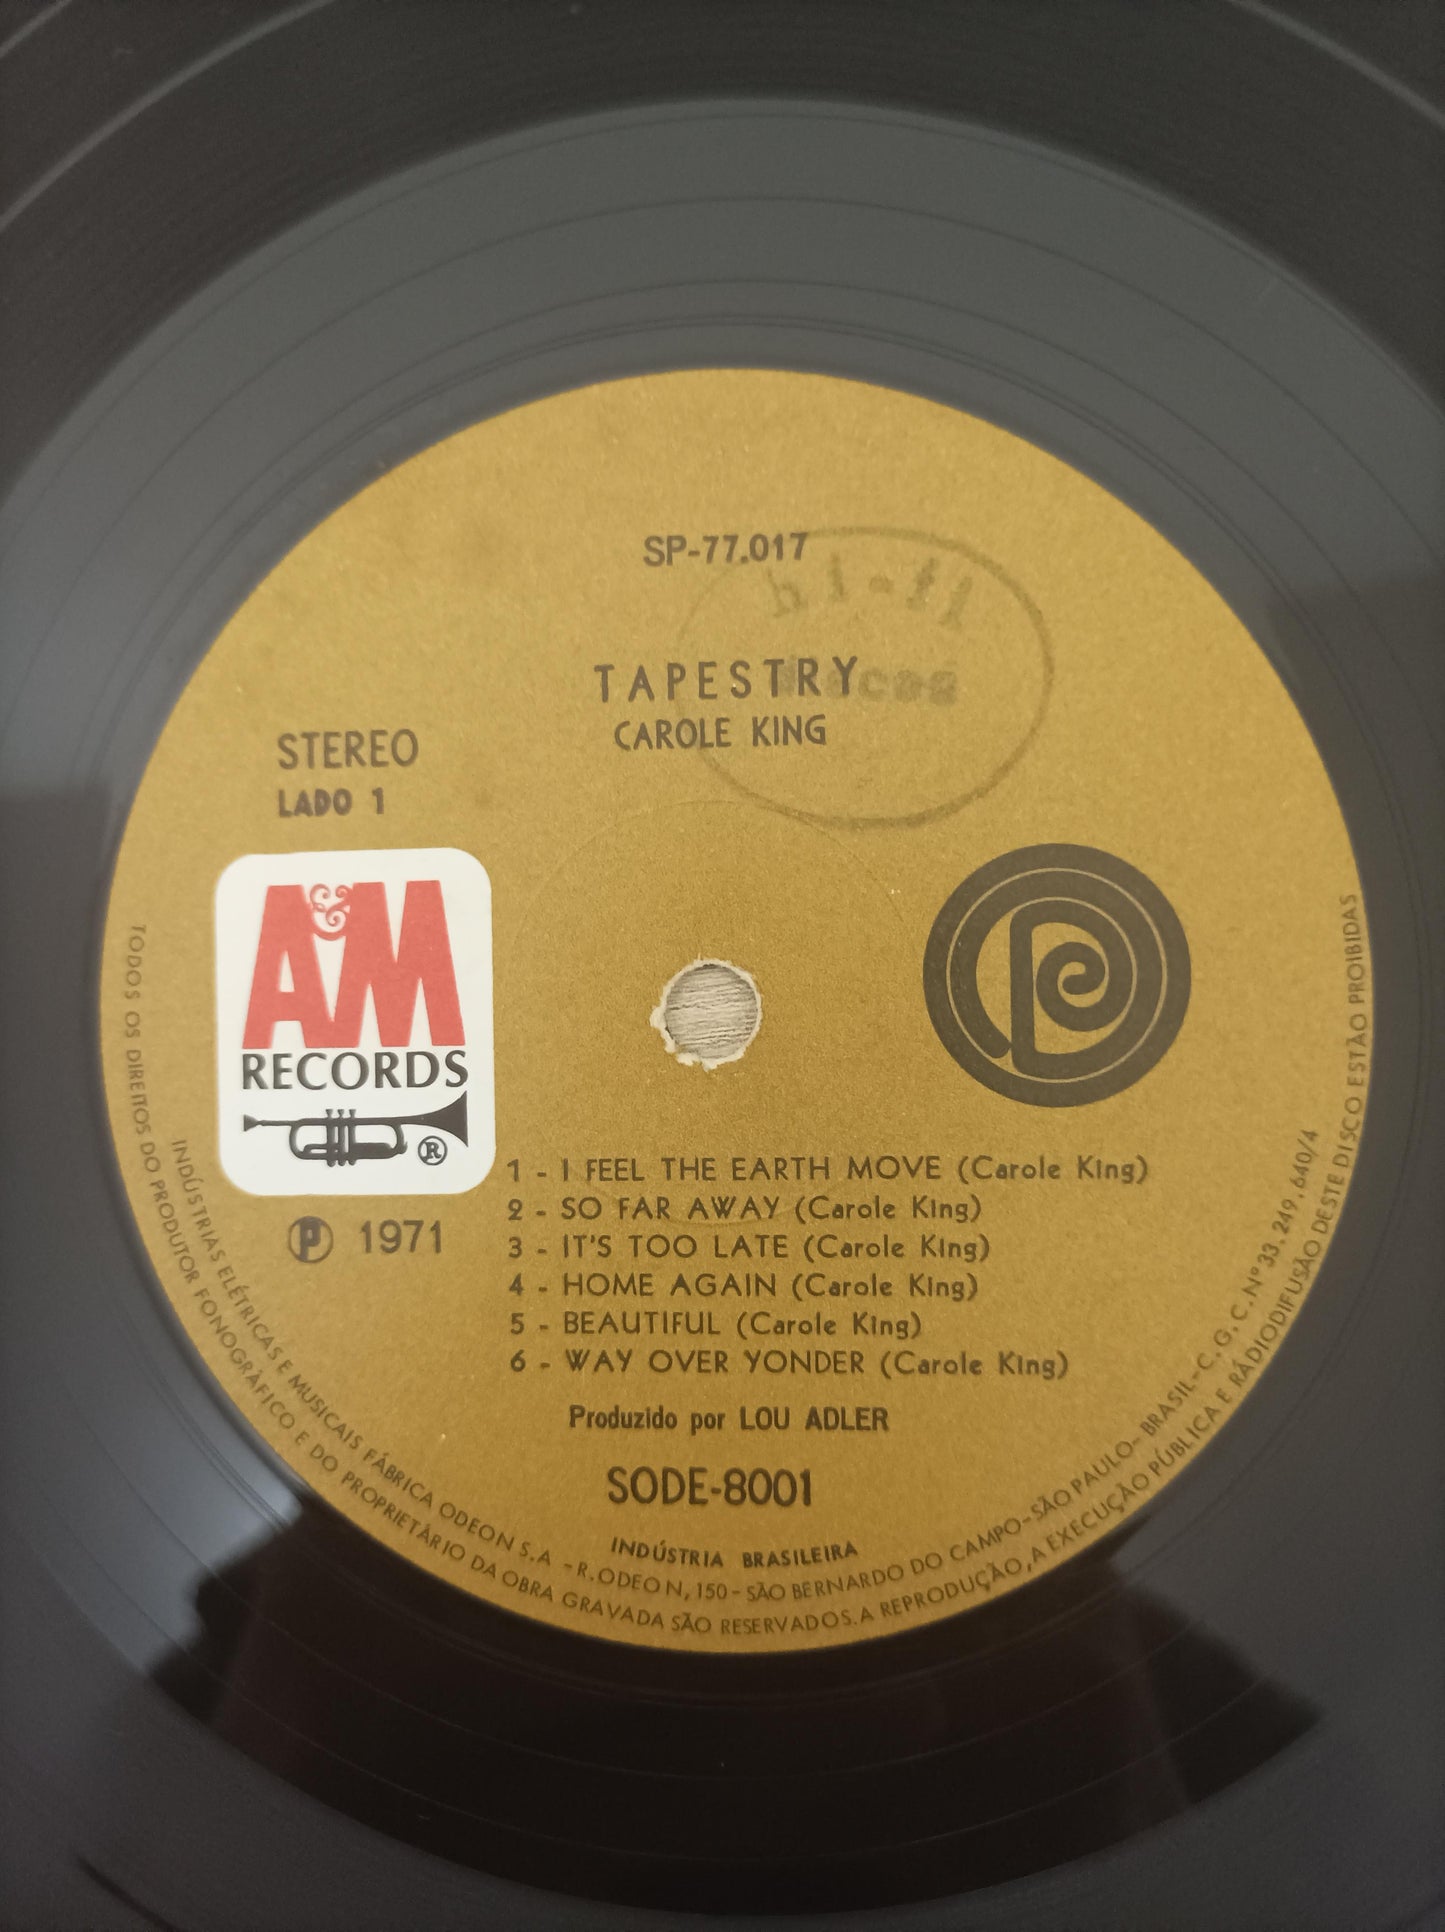 SP-77.017
hi-fi
TAPESTRY
CAROLE KING
STEREO
LADO 1
A&M
RECORDS
®
℗ 1971
1 - I FEEL THE EARTH MOVE (Carole King)
2 - SO FAR AWAY (Carole King)
3 - IT'S TOO LATE (Carole King)
4 - HOME AGAIN (Carole King)
5 - BEAUTIFUL (Carole King)
6 - WAY OVER YONDER (Carole King)
Produzido por LOU ADLER
SODE-8001
INDÚSTRIA BRASILEIRA
INDÚSTRIAS ELÉTRICAS E MUSICAIS FÁBRICA ODEON S.A - R. ODEON, 150 - SÃO BERNARDO DO CAMPO - SÃO PAULO - BRASIL - C.G.C. Nº 33.249.640/4
TODOS OS DIREITOS DO PRODUTOR FONOGRÁFICO E DO PROPRIETÁRIO DA OBRA GRAVADA SÃO RESERVADOS. A REPRODUÇÃO, A EXECUÇÃO PÚBLICA E RÁDIODIFUSÃO DESTE DISCO ESTÃO PROIBIDAS